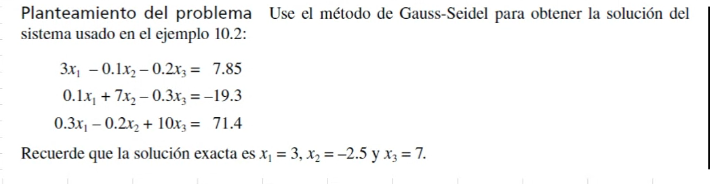 Planteamiento del problema Use el método de Gauss-Seidel para obtener la solución del
sistema usado en el ejemplo 10.2:
3x₁ – 0.1x₂ – 0.2x₃ = 7.85
0.1x₁ + 7x₂ – 0.3x₃ = –19.3
0.3x₁ – 0.2x₂ + 10x₃ = 71.4
Recuerde que la solución exacta es x₁ = 3, x₂ = –2.5 y x₃ = 7.